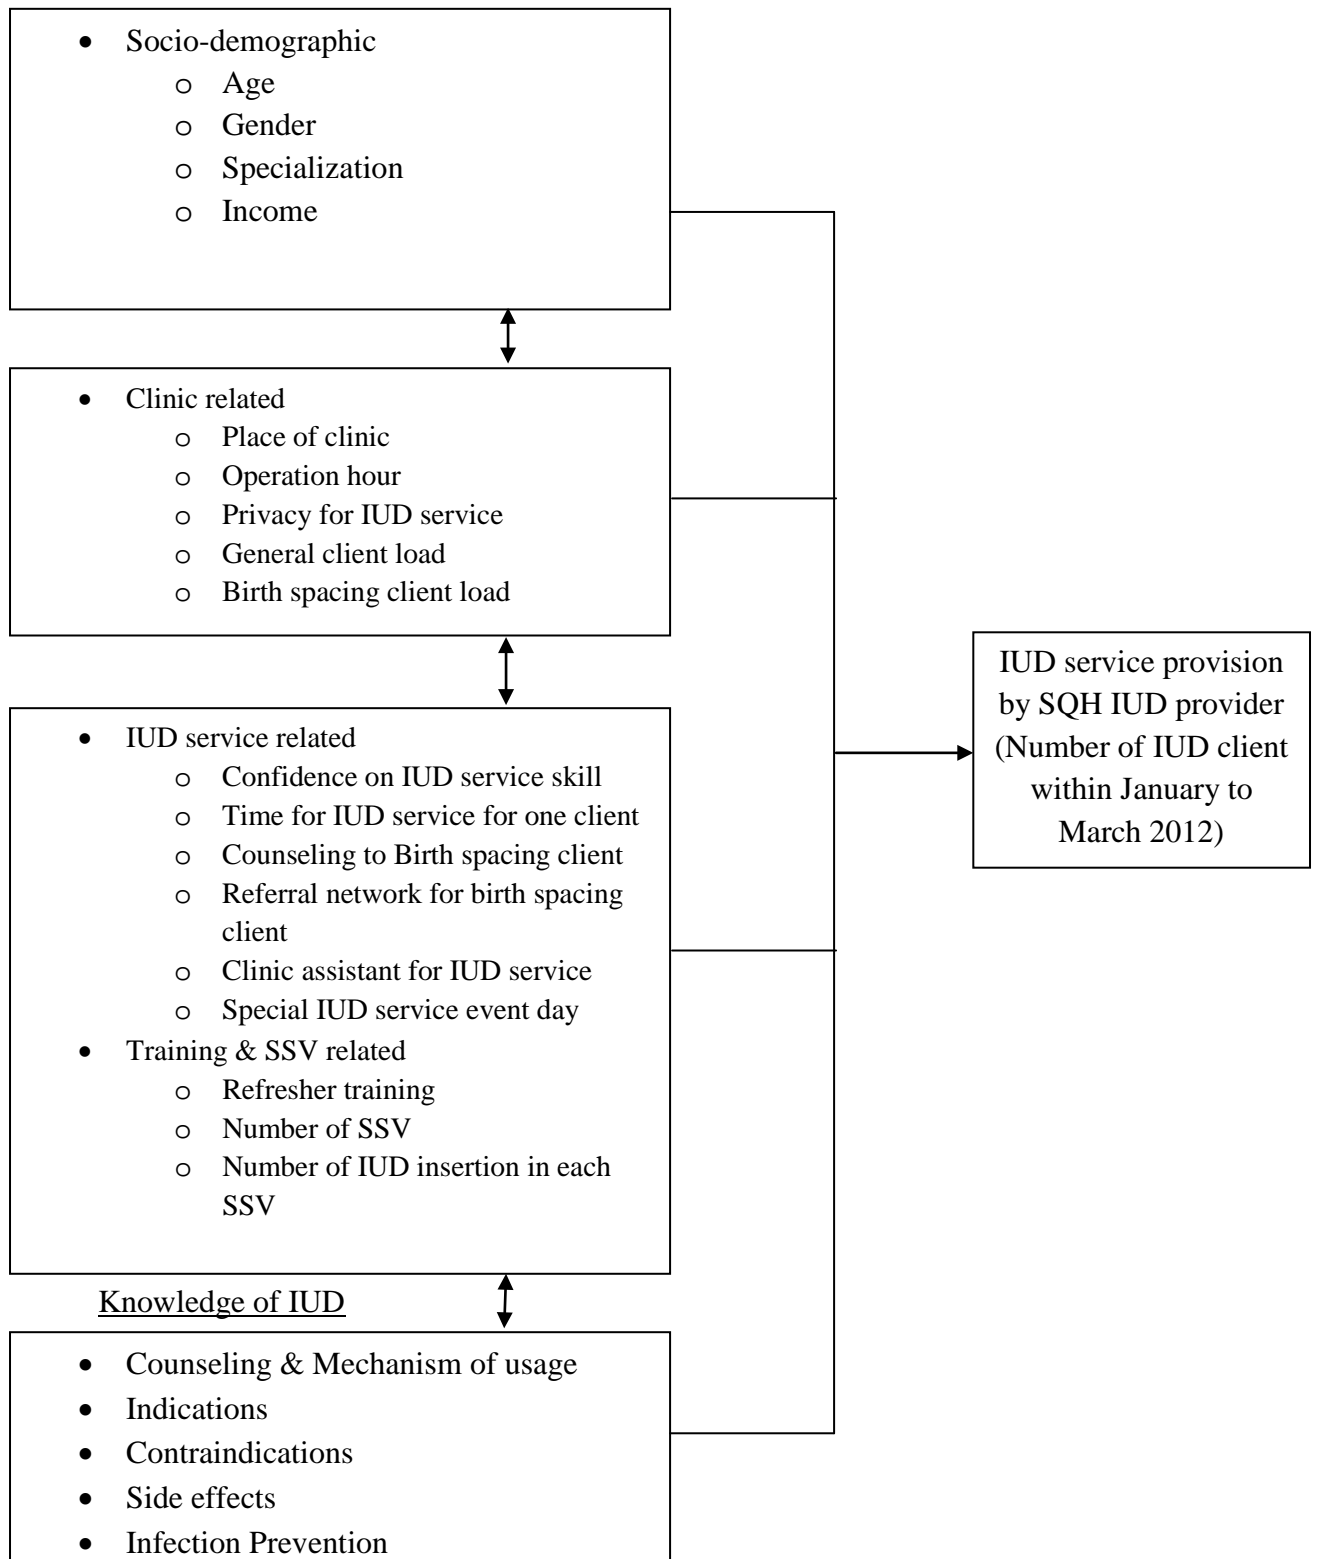 • Socio-demographic
o Age
o Gender
o Specialization
o Income
• Clinic related
o Place of clinic
o Operation hour
o Privacy for IUD service
o General client load
o Birth spacing client load
• IUD service related
o Confidence on IUD service skill
o Time for IUD service for one client
o Counseling to Birth spacing client
o Referral network for birth spacing
client
o Clinic assistant for IUD service
o Special IUD service event day
• Training & SSV related
o Refresher training
o Number of SSV
o Number of IUD insertion in each
SSV
Knowledge of IUD
• Counseling & Mechanism of usage
• Indications
• Contraindications
• Side effects
• Infection Prevention
IUD service provision
by SQH IUD provider
(Number of IUD client
within January to
March 2012)